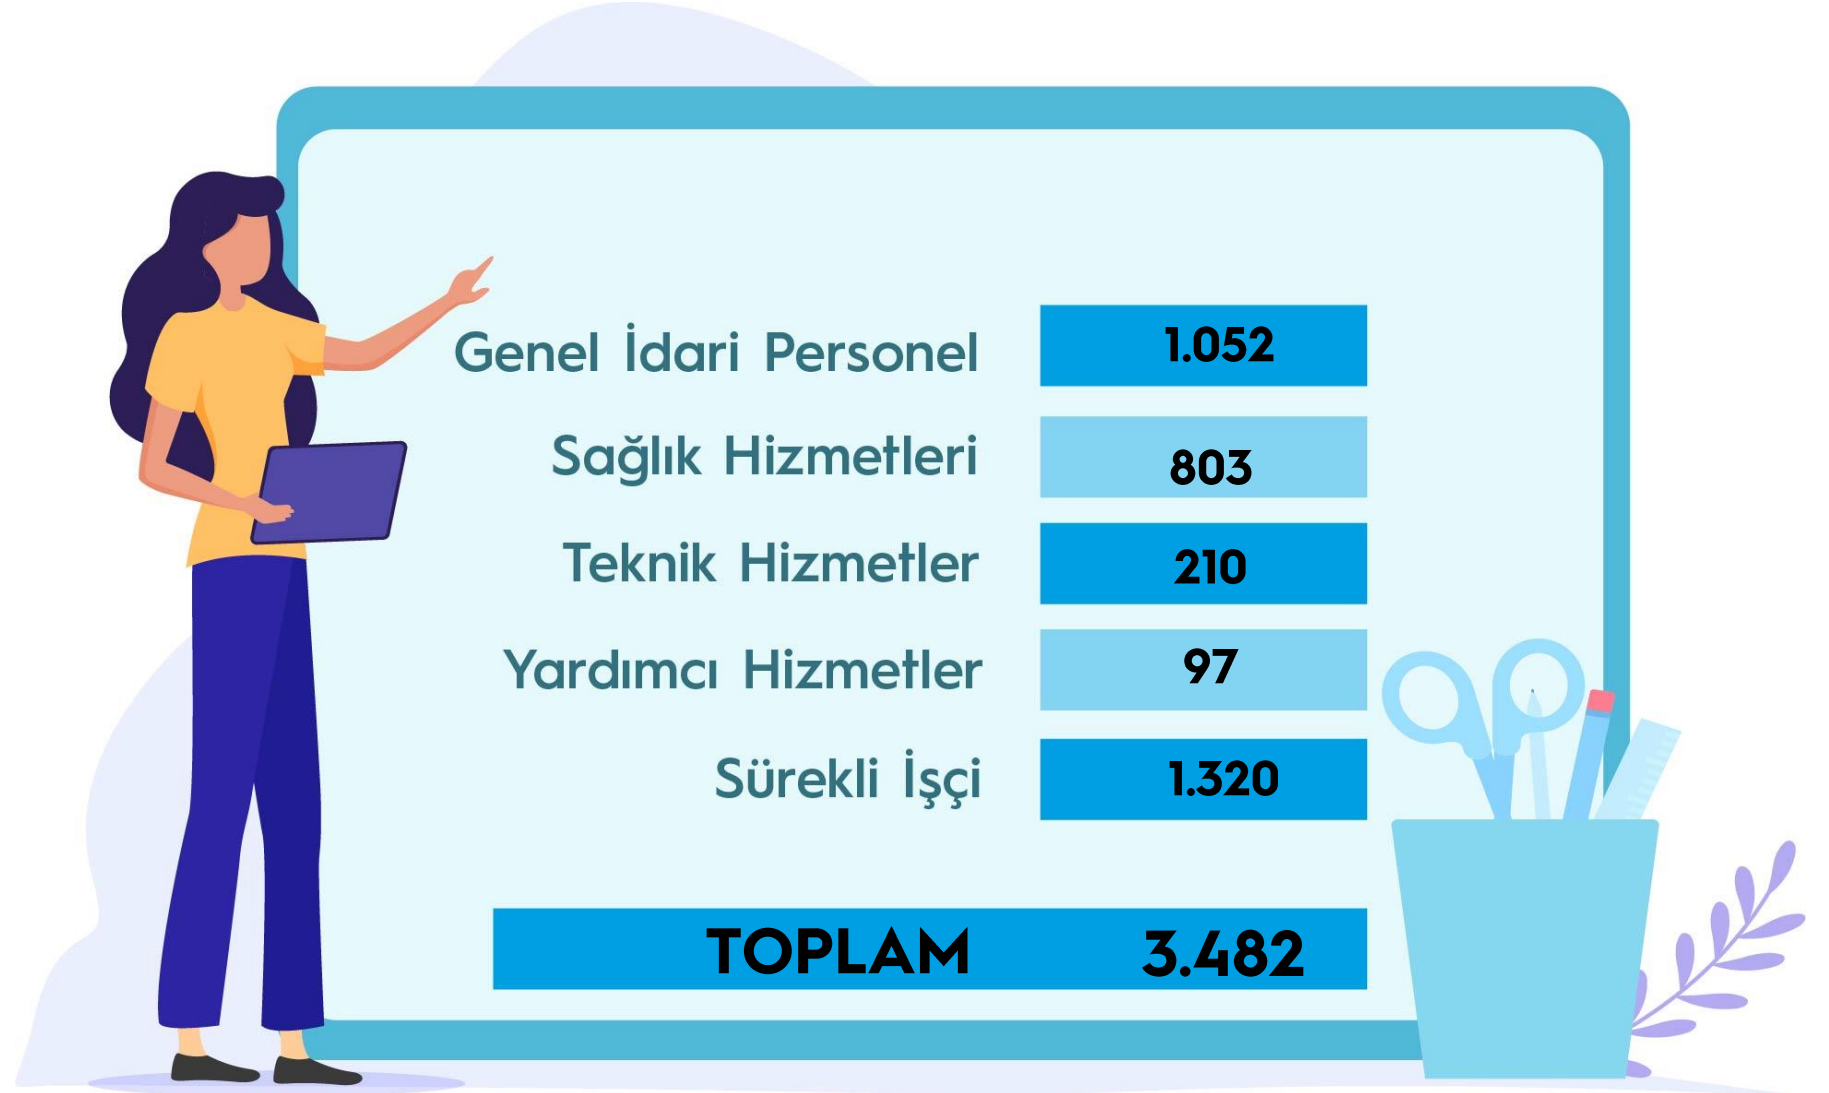 Genel İdari Personel 1.052
Sağlık Hizmetleri 803
Teknik Hizmetler 210
Yardımcı Hizmetler 97
Sürekli İşçi 1.320
TOPLAM 3.482